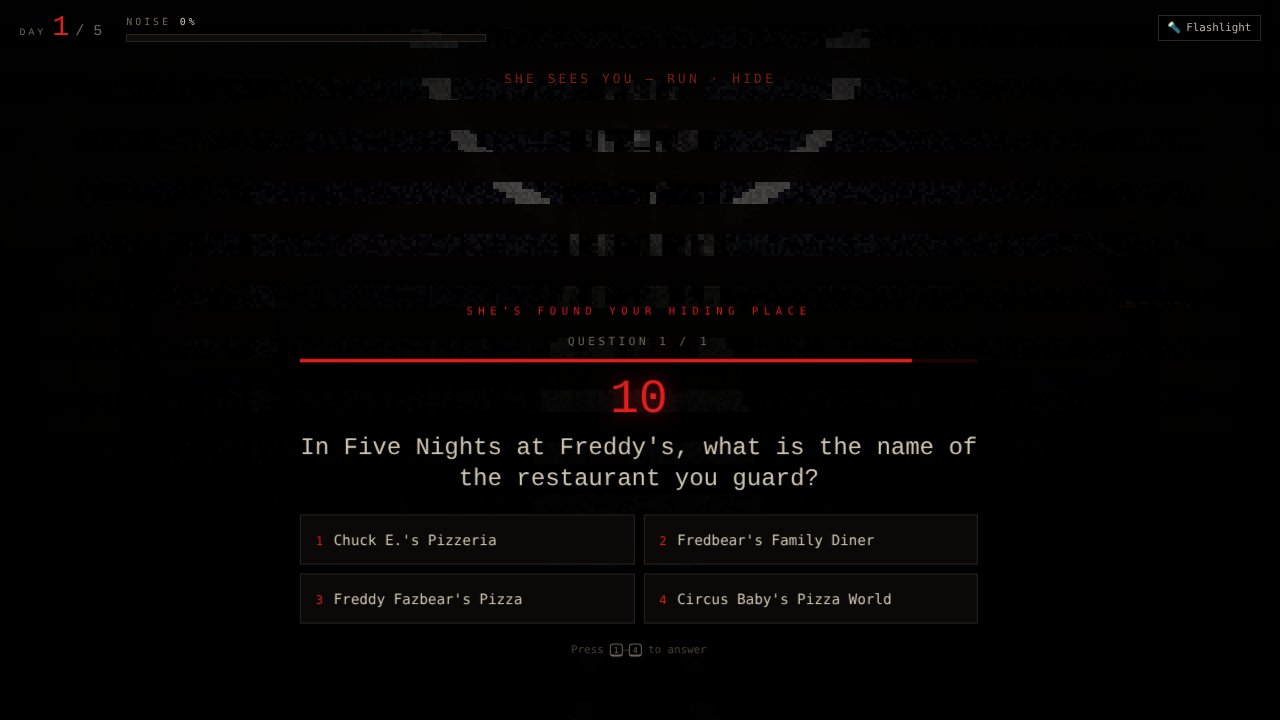 DAY 1 / 5
NOISE 0%
Flashlight
SHE SEES YOU — RUN · HIDE
SHE'S FOUND YOUR HIDING PLACE
QUESTION 1 / 1
10
In Five Nights at Freddy's, what is the name of
the restaurant you guard?
1 Chuck E.'s Pizzeria
2 Fredbear's Family Diner
3 Freddy Fazbear's Pizza
4 Circus Baby's Pizza World
Press 1–4 to answer